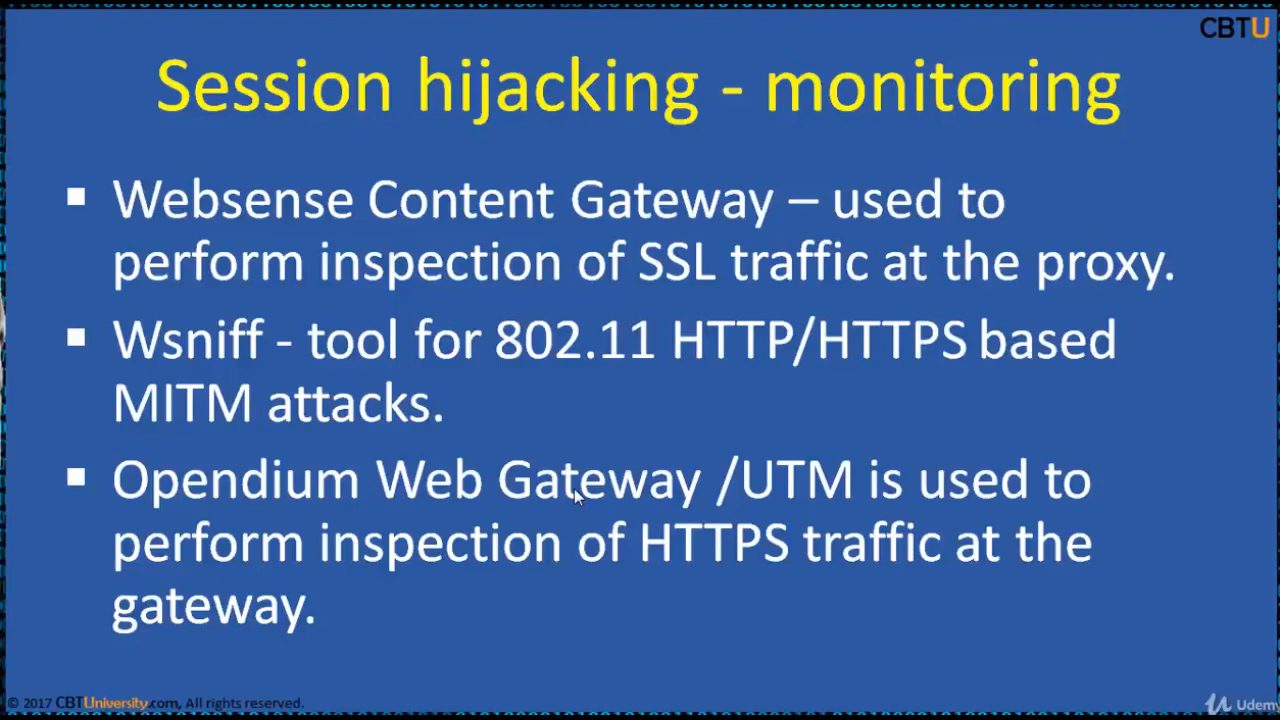 CBTU
Session hijacking - monitoring
▪ Websense Content Gateway – used to
perform inspection of SSL traffic at the proxy.
▪ Wsniff - tool for 802.11 HTTP/HTTPS based
MITM attacks.
▪ Opendium Web Gateway /UTM is used to
perform inspection of HTTPS traffic at the
gateway.
© 2017 CBTUniversity.com, All rights reserved.